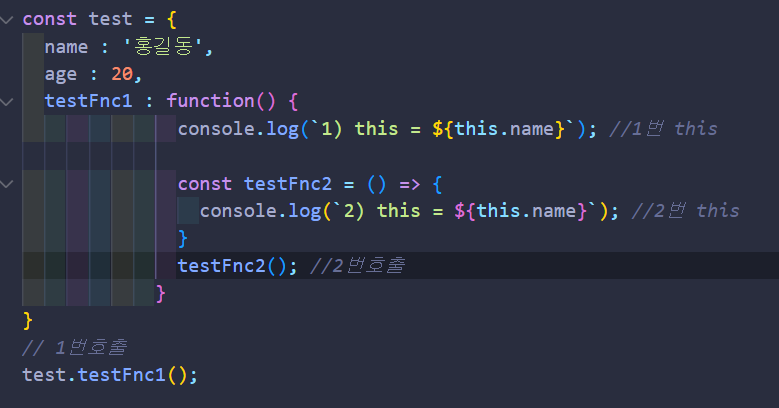 const test = {
name : '홍길동',
age : 20,
testFnc1 : function() {
console.log(`1) this = ${this.name}`); //1번 this
const testFnc2 = () => {
console.log(`2) this = ${this.name}`); //2번 this
}
testFnc2(); //2번호출
}
}
// 1번호출
test.testFnc1();